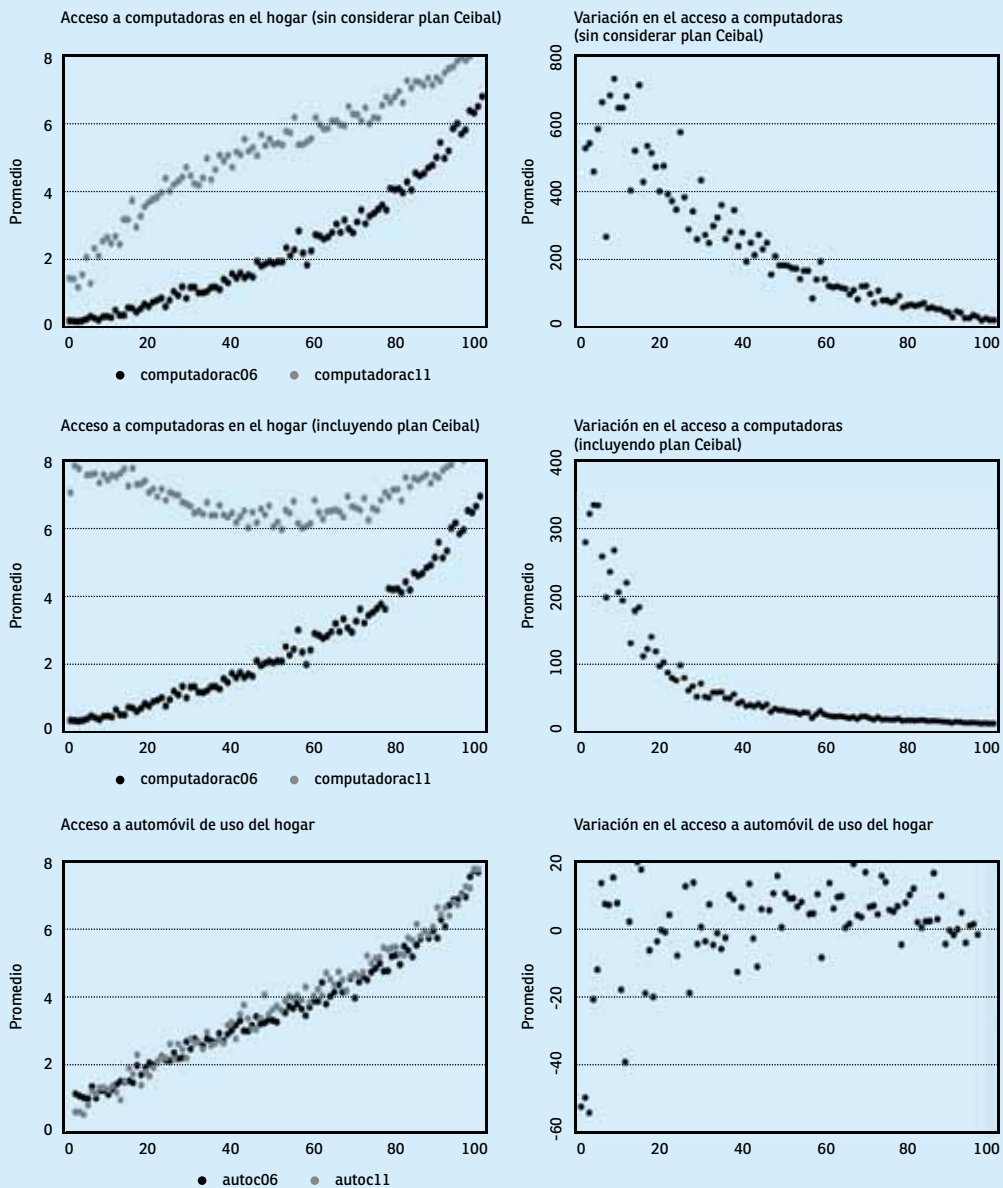 Acceso a computadoras en el hogar (sin considerar plan Ceibal)
Promedio
8
6
4
2
0
0 20 40 60 80 100
computadorac06 computadorac11
Variación en el acceso a computadoras
(sin considerar plan Ceibal)
Promedio
800
600
400
200
0
0 20 40 60 80 100
Acceso a computadoras en el hogar (incluyendo plan Ceibal)
Promedio
8
6
4
2
0
0 20 40 60 80 100
computadorac06 computadorac11
Variación en el acceso a computadoras
(incluyendo plan Ceibal)
Promedio
400
300
200
100
0
0 20 40 60 80 100
Acceso a automóvil de uso del hogar
Promedio
8
6
4
2
0
0 20 40 60 80 100
autoc06 autoc11
Variación en el acceso a automóvil de uso del hogar
Promedio
20
0
-20
-40
-60
0 20 40 60 80 100